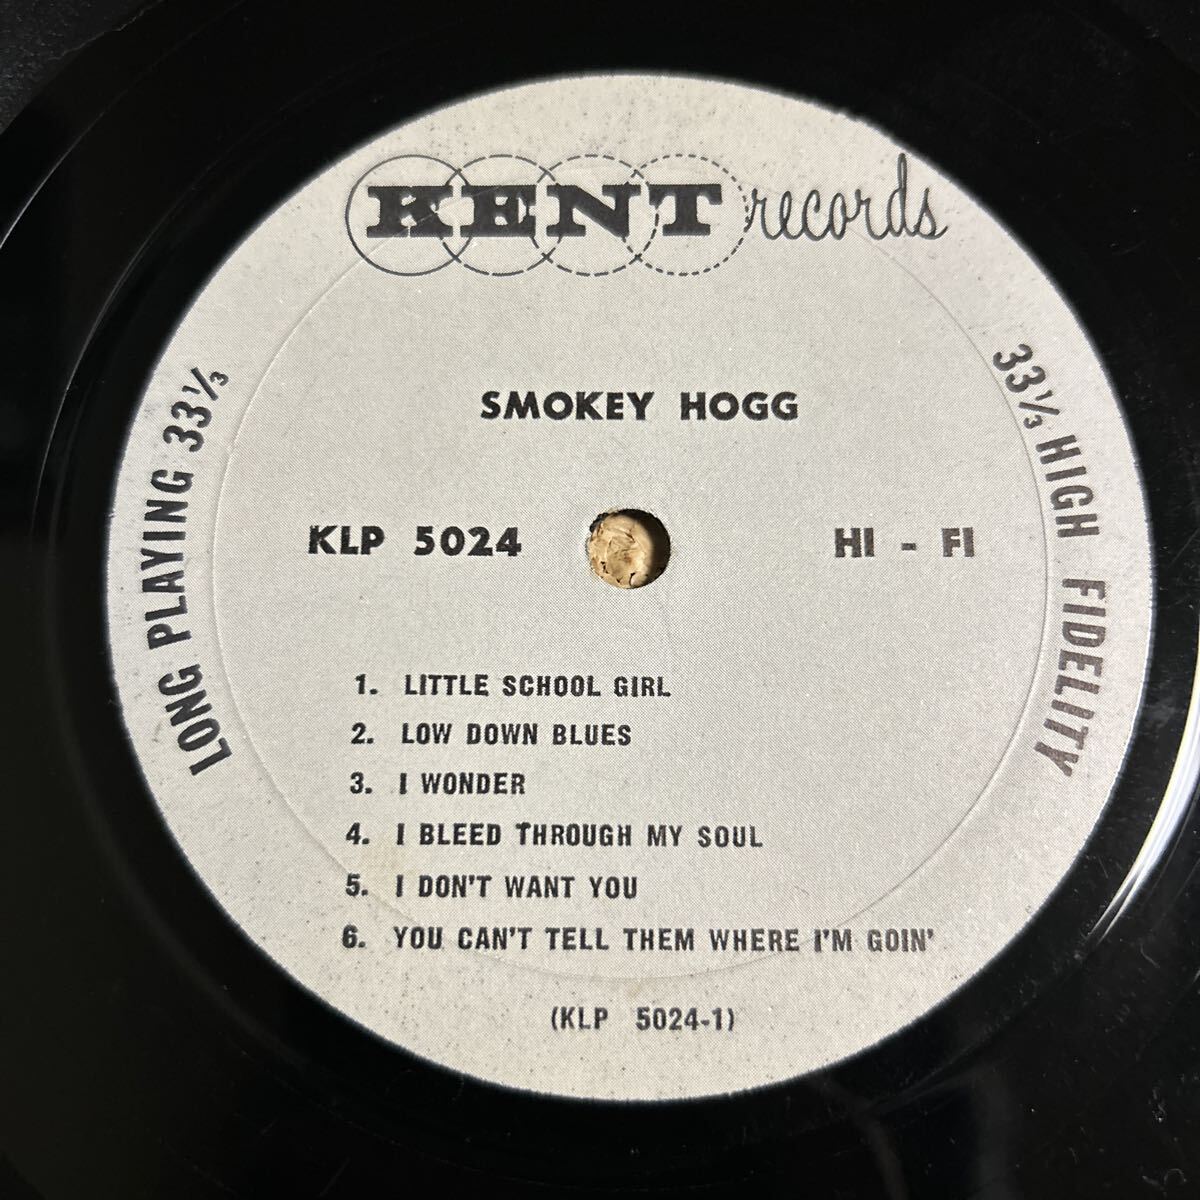 KENT records
SMOKEY HOGG
KLP 5024
HI - FI
LONG PLAYING 33⅓
33⅓ HIGH FIDELITY
1. LITTLE SCHOOL GIRL
2. LOW DOWN BLUES
3. I WONDER
4. I BLEED THROUGH MY SOUL
5. I DON'T WANT YOU
6. YOU CAN'T TELL THEM WHERE I'M GOIN'
(KLP 5024-1)